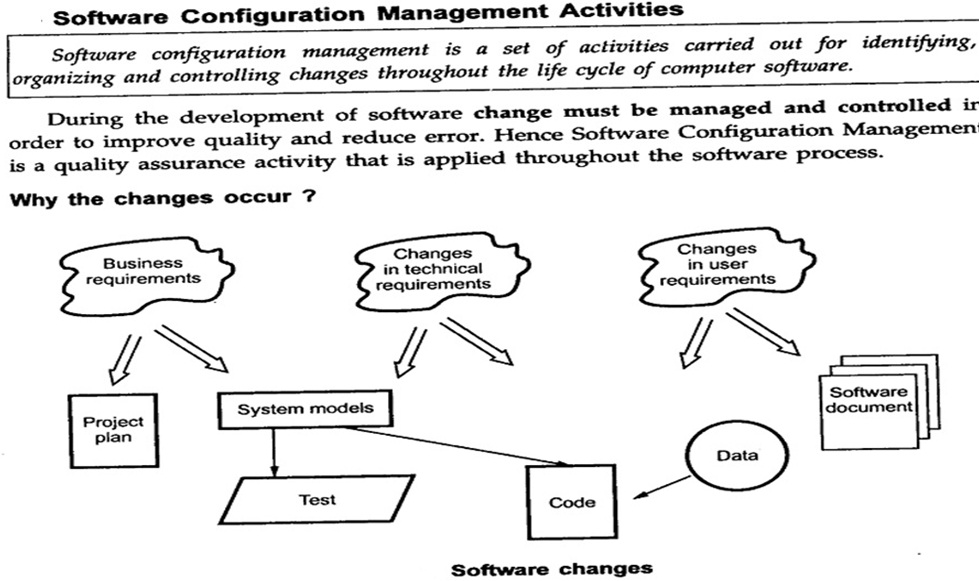 Software Configuration Management Activities
Software configuration management is a set of activities carried out for identifying,
organizing and controlling changes throughout the life cycle of computer software.
During the development of software change must be managed and controlled in
order to improve quality and reduce error. Hence Software Configuration Management
is a quality assurance activity that is applied throughout the software process.
Why the changes occur ?
Business
requirements
Changes
in technical
requirements
Changes
in user
requirements
Project
plan
System models
Software
document
Test
Code
Data
Software changes